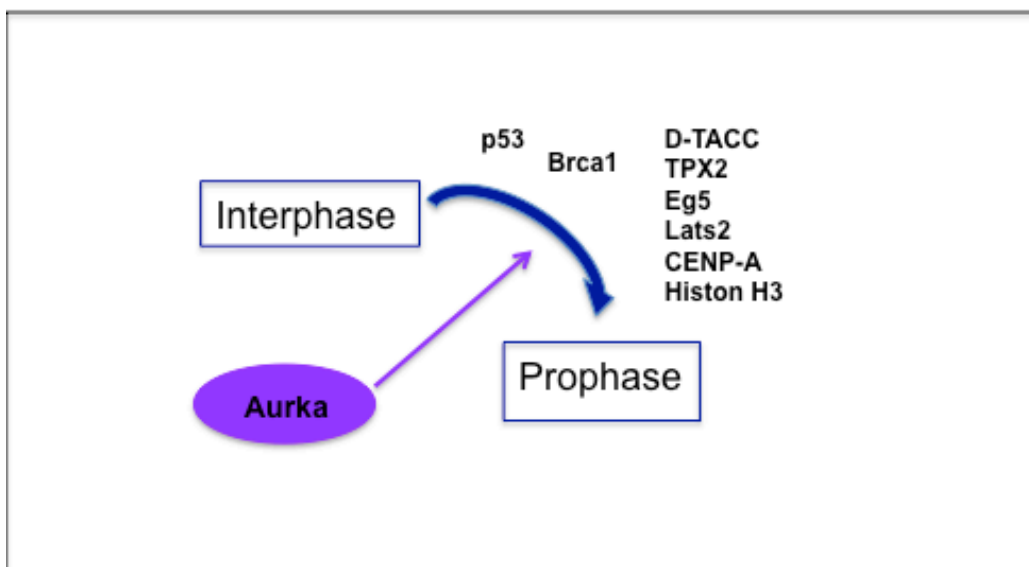 p53
Brca1
D-TACC
TPX2
Eg5
Lats2
CENP-A
Histon H3
Interphase
Prophase
Aurka